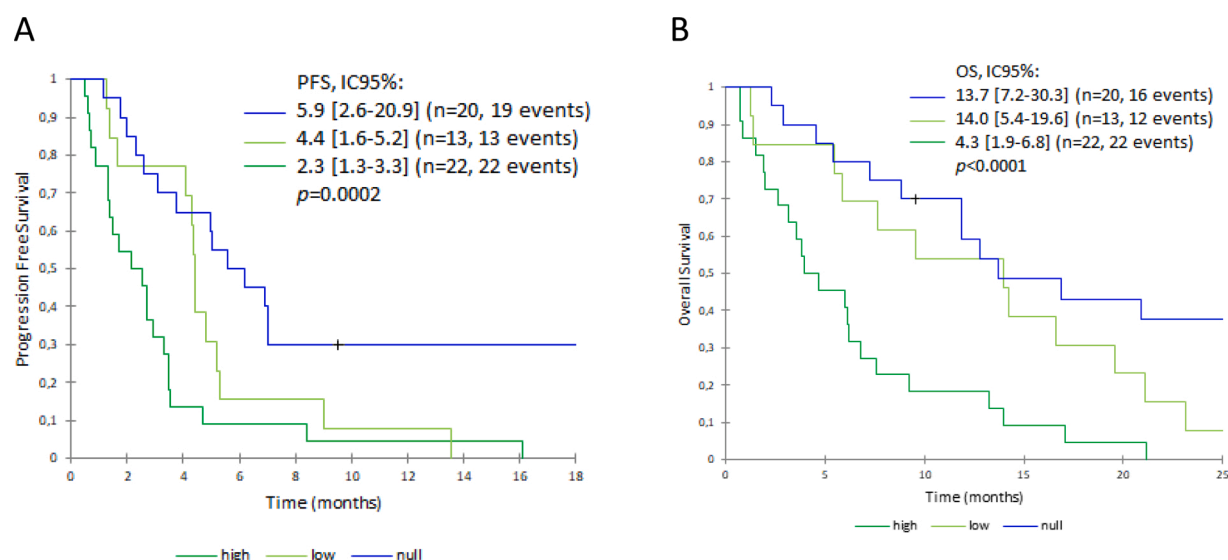 A
PFS, IC95%:
5.9 [2.6-20.9] (n=20, 19 events)
4.4 [1.6-5.2] (n=13, 13 events)
2.3 [1.3-3.3] (n=22, 22 events)
p=0.0002
Progression Free Survival
1
0,9
0,8
0,7
0,6
0,5
0,4
0,3
0,2
0,1
0
0 2 4 6 8 10 12 14 16 18
Time (months)
high low null
B
OS, IC95%:
13.7 [7.2-30.3] (n=20, 16 events)
14.0 [5.4-19.6] (n=13, 12 events)
4.3 [1.9-6.8] (n=22, 22 events)
p<0.0001
Overall Survival
1
0,9
0,8
0,7
0,6
0,5
0,4
0,3
0,2
0,1
0
0 5 10 15 20 25
Time (months)
high low null